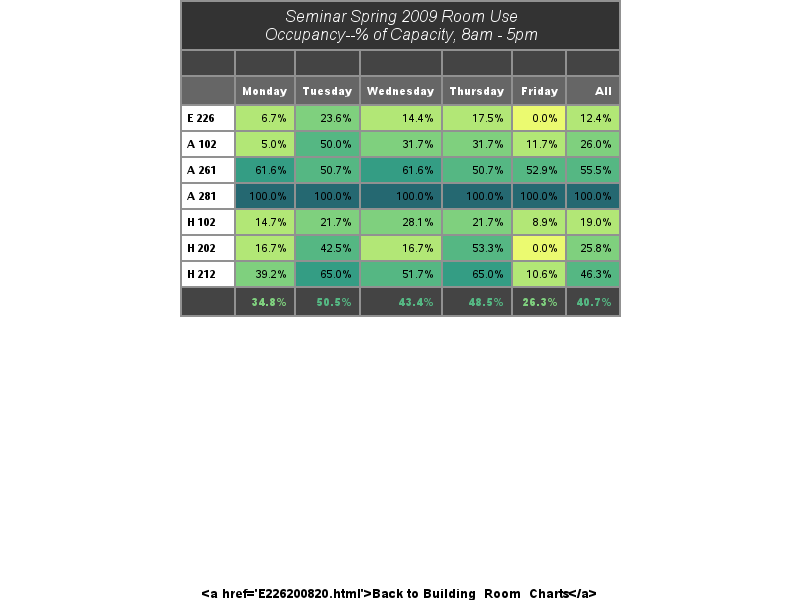 Seminar Spring 2009 Room Use
Occupancy--% of Capacity, 8am - 5pm
Monday Tuesday Wednesday Thursday Friday All
E 226 6.7% 23.6% 14.4% 17.5% 0.0% 12.4%
A 102 5.0% 50.0% 31.7% 31.7% 11.7% 26.0%
A 261 61.6% 50.7% 61.6% 50.7% 52.9% 55.5%
A 281 100.0% 100.0% 100.0% 100.0% 100.0% 100.0%
H 102 14.7% 21.7% 28.1% 21.7% 8.9% 19.0%
H 202 16.7% 42.5% 16.7% 53.3% 0.0% 25.8%
H 212 39.2% 65.0% 51.7% 65.0% 10.6% 46.3%
34.8% 50.5% 43.4% 48.5% 26.3% 40.7%
<a href='E226200820.html'>Back to Building_Room_Charts</a>